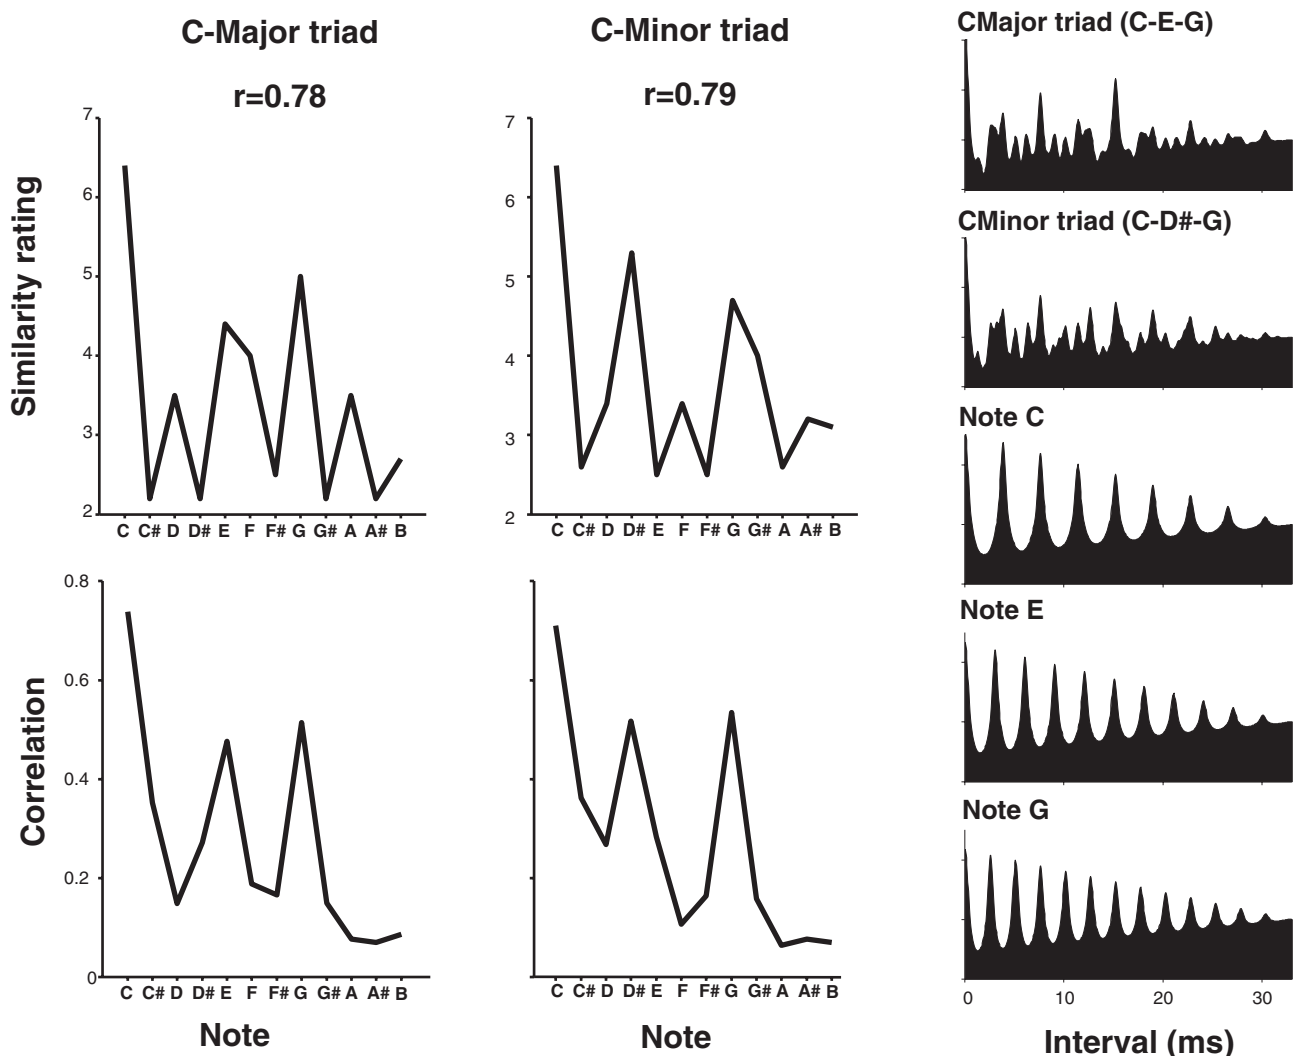 C-Major triad
r=0.78
Similarity rating
7
6
5
4
3
2
C C# D D# E F F# G G# A A# B
C-Minor triad
r=0.79
7
6
5
4
3
2
C C# D D# E F F# G G# A A# B
Correlation
0.8
0.6
0.4
0.2
0
C C# D D# E F F# G G# A A# B
Note
C C# D D# E F F# G G# A A# B
Note
CMajor triad (C-E-G)
CMinor triad (C-D#-G)
Note C
Note E
Note G
0 10 20 30
Interval (ms)